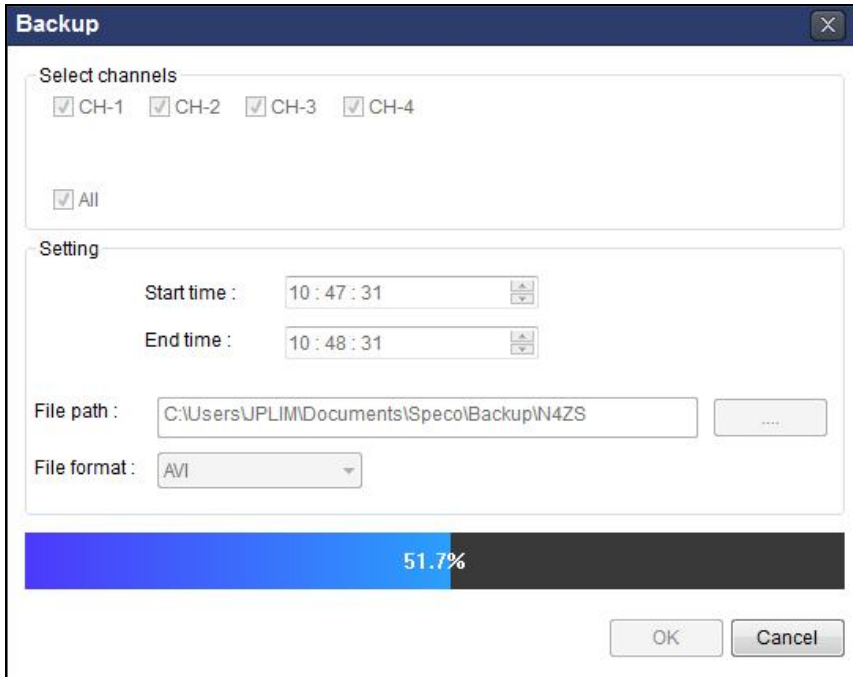 Backup
Select channels
CH-1 CH-2 CH-3 CH-4
All
Setting
Start time : 10 : 47 : 31
End time : 10 : 48 : 31
File path : C:\Users\JPLIM\Documents\Speco\Backup\N4ZS ....
File format : AVI
51.7%
OK Cancel